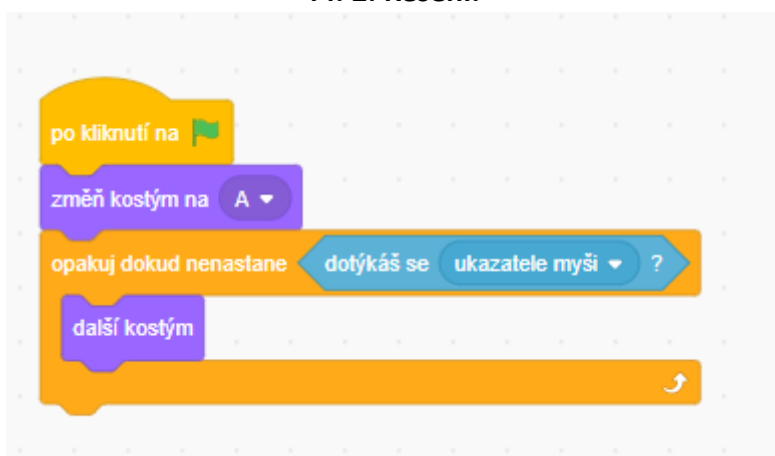 po kliknutí na
změň kostým na A
opakuj dokud nenastane dotýkáš se ukazatele myši ?
další kostým